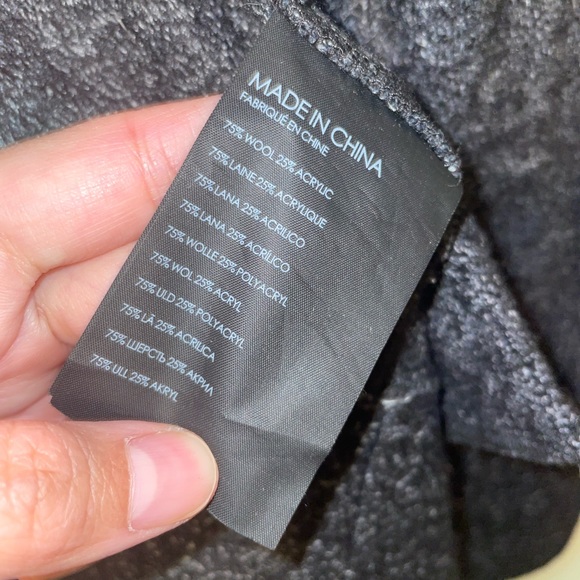 MADE IN CHINA
FABRIQUÉ EN CHINE
75% WOOL 25% ACRYLIC
75% LAINE 25% ACRYLIQUE
75% LANA 25% ACRILICO
75% LANA 25% ACRÍLICO
75% WOLLE 25% POLYACRYL
75% WOL 25% ACRYL
75% ULD 25% POLYACRYL
75% LÃ 25% ACRILICA
75% ШЕРСТЬ 25% АКРИЛ
75% ULL 25% AKRYL